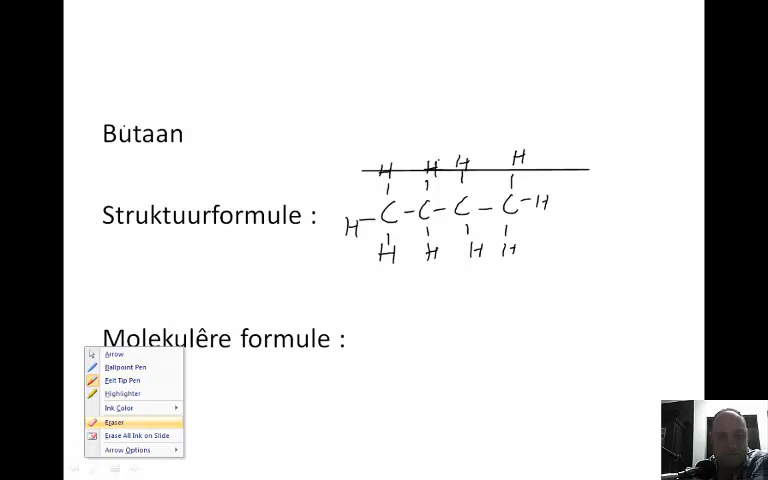 Butaan
H H H H
Struktuurformule :
H - C - C - C - C - H
H H H H
Molekulêre formule :
Arrow
Ballpoint Pen
Felt Tip Pen
Highlighter
Ink Color
Eraser
Erase All Ink on Slide
Arrow Options